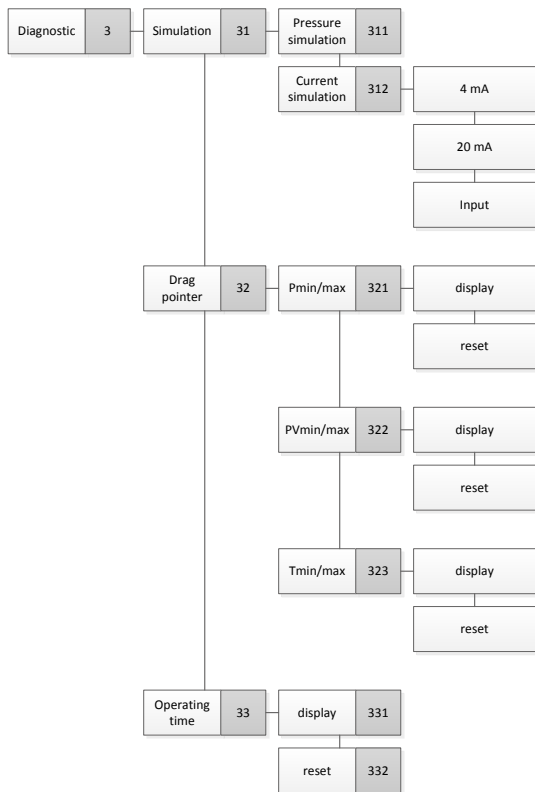 Diagnostic 3 Simulation 31 Pressure simulation 311
Current simulation 312 4 mA
20 mA
Input
Drag pointer 32 Pmin/max 321 display
reset
PVmin/max 322 display
reset
Tmin/max 323 display
reset
Operating time 33 display 331
reset 332